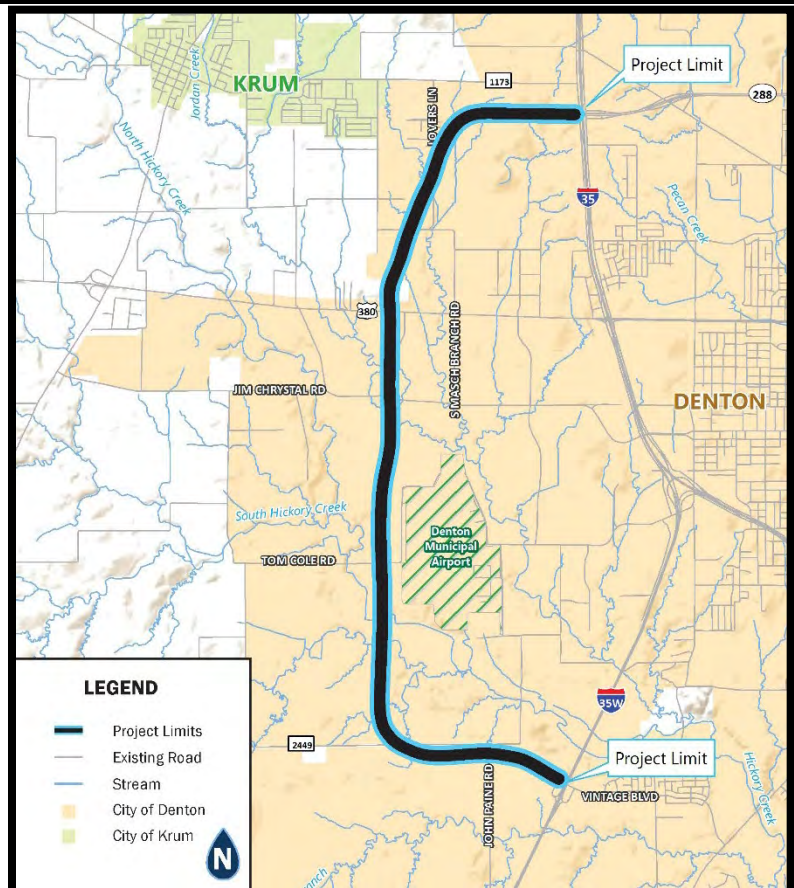 Project Limit
1173
288
KRUM
Jordan Creek
North Hickory Creek
35
Pecan Creek
380
S MASCH BRANCH RD
JIM CHRYSTAL RD
DENTON
South Hickory Creek
Denton
Municipal
Airport
TOM COLE RD
LEGEND
Project Limits
Existing Road
Stream
City of Denton
City of Krum
N
2449
35W
Project Limit
JOHN PAINE RD
VINTAGE BLVD
Hickory
Creek